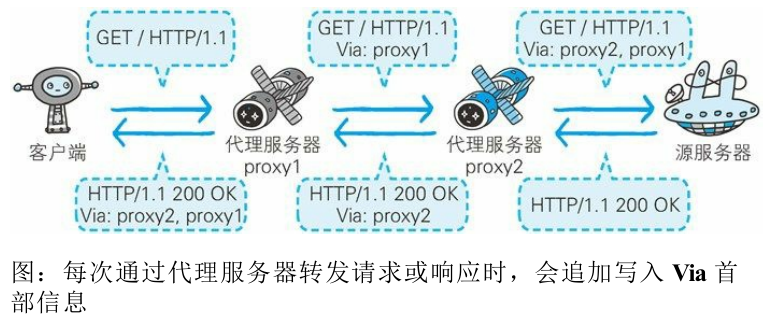 GET / HTTP/1.1
GET / HTTP/1.1
Via: proxy1
GET / HTTP/1.1
Via: proxy2, proxy1
客户端
代理服务器
proxy1
代理服务器
proxy2
源服务器
HTTP/1.1 200 OK
Via: proxy2, proxy1
HTTP/1.1 200 OK
Via: proxy2
HTTP/1.1 200 OK
图：每次通过代理服务器转发请求或响应时，会追加写入 Via 首
部信息